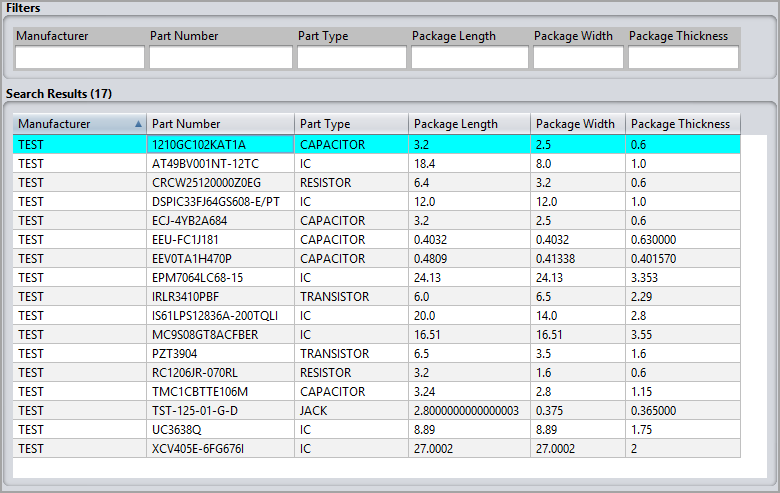 Filters
Manufacturer Part Number Part Type Package Length Package Width Package Thickness
Search Results (17)
Manufacturer Part Number Part Type Package Length Package Width Package Thickness
TEST 1210GC102KAT1A CAPACITOR 3.2 2.5 0.6
TEST AT49BV001NT-12TC IC 18.4 8.0 1.0
TEST CRCW25120000Z0EG RESISTOR 6.4 3.2 0.6
TEST DSPIC33FJ64GS608-E/PT IC 12.0 12.0 1.0
TEST ECJ-4YB2A684 CAPACITOR 3.2 2.5 0.6
TEST EEU-FC1J181 CAPACITOR 0.4032 0.4032 0.630000
TEST EEV0TA1H470P CAPACITOR 0.4809 0.41338 0.401570
TEST EPM7064LC68-15 IC 24.13 24.13 3.353
TEST IRLR3410PBF TRANSISTOR 6.0 6.5 2.29
TEST IS61LPS12836A-200TQLI IC 20.0 14.0 2.8
TEST MC9S08GT8ACFBER IC 16.51 16.51 3.55
TEST PZT3904 TRANSISTOR 6.5 3.5 1.6
TEST RC1206JR-070RL RESISTOR 3.2 1.6 0.6
TEST TMC1CBTTE106M CAPACITOR 3.24 2.8 1.15
TEST TST-125-01-G-D JACK 2.8000000000000003 0.375 0.365000
TEST UC3638Q IC 8.89 8.89 1.75
TEST XCV405E-6FG676I IC 27.0002 27.0002 2